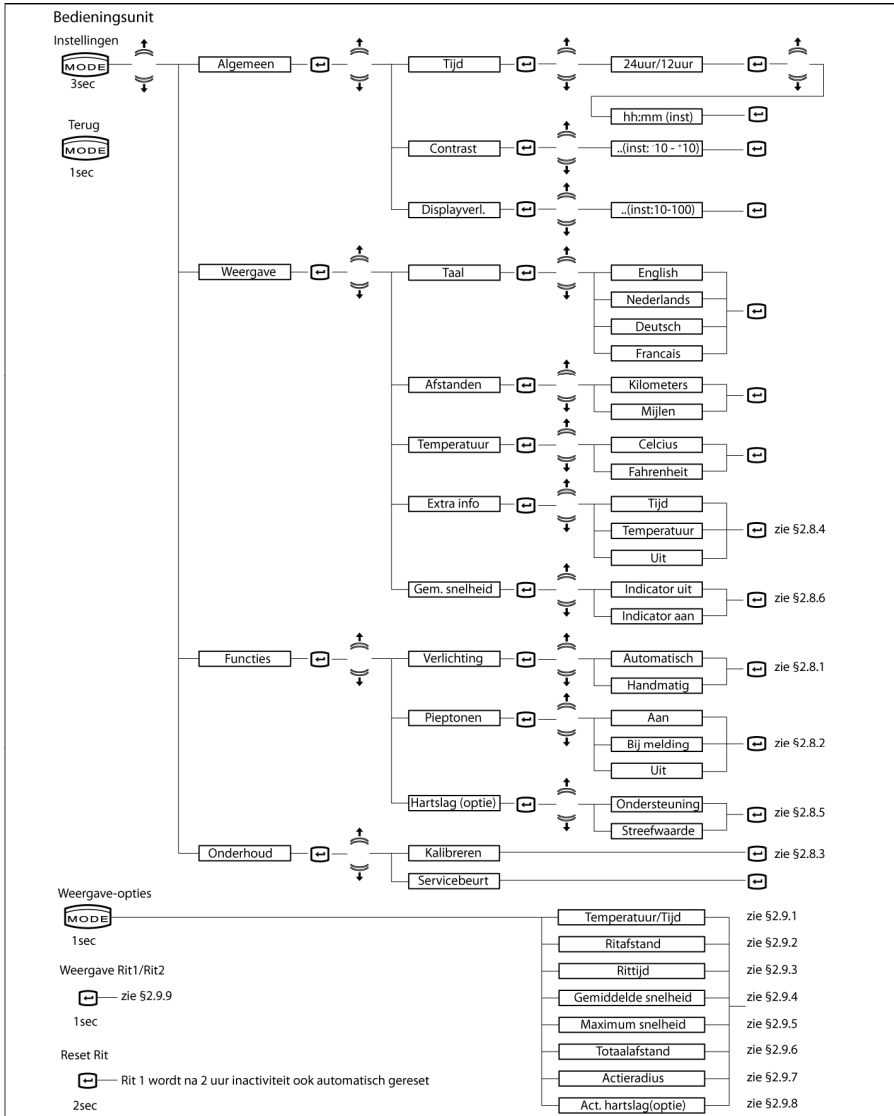 Bedieningsunit
Instellingen
MODE
3sec
Terug
MODE
1sec
Algemeen
Tijd
24uur/12uur
hh:mm (inst)
Contrast
..(inst: -10 - +10)
Displayverl.
..(inst:10-100)
Weergave
Taal
English
Nederlands
Deutsch
Francais
Afstanden
Kilometers
Mijlen
Temperatuur
Celcius
Fahrenheit
Extra info
Tijd
Temperatuur zie §2.8.4
Uit
Gem. snelheid
Indicator uit
zie §2.8.6
Indicator aan
Functies
Verlichting
Automatisch
zie §2.8.1
Handmatig
Pieptonen
Aan
Bij melding zie §2.8.2
Uit
Hartslag (optie)
Ondersteuning
zie §2.8.5
Streefwaarde
Onderhoud
Kalibreren zie §2.8.3
Servicebeurt
Weergave-opties
MODE
1sec
Temperatuur/Tijd zie §2.9.1
Ritafstand zie §2.9.2
Rittijd zie §2.9.3
Gemiddelde snelheid zie §2.9.4
Maximum snelheid zie §2.9.5
Totaalafstand zie §2.9.6
Actieradius zie §2.9.7
Act. hartslag(optie) zie §2.9.8
Weergave Rit1/Rit2
zie §2.9.9
1sec
Reset Rit
Rit 1 wordt na 2 uur inactiviteit ook automatisch gereset
2sec